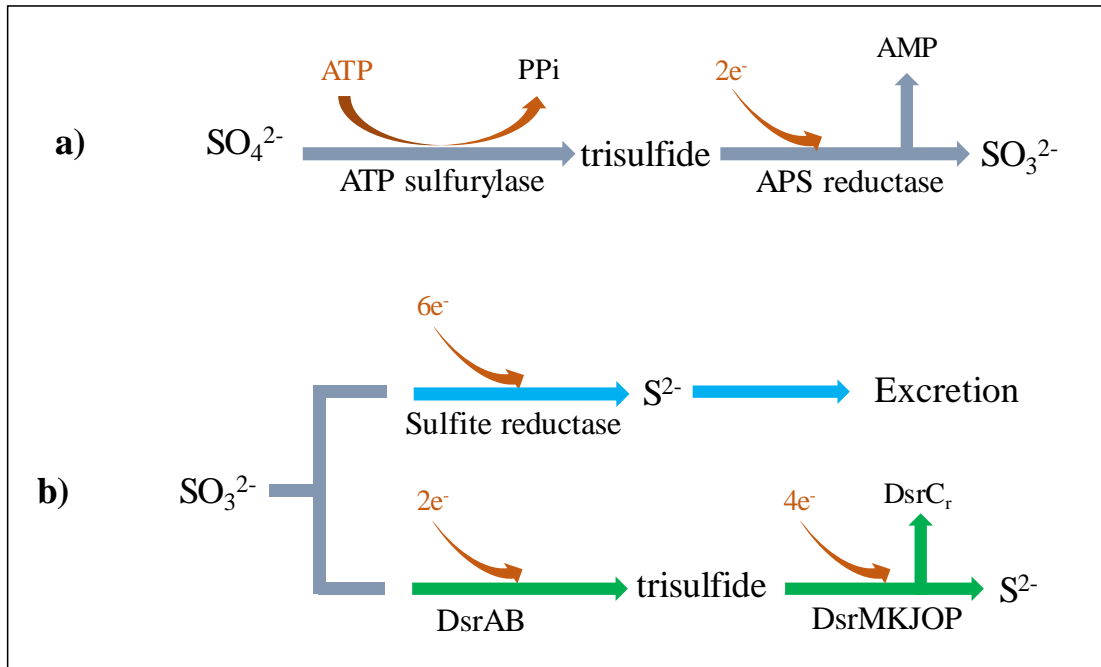 a)
ATP PPi 2e⁻ AMP
SO₄²⁻ trisulfide SO₃²⁻
ATP sulfurylase APS reductase
b)
6e⁻
S²⁻ Excretion
Sulfite reductase
SO₃²⁻
2e⁻ 4e⁻ DsrCᵣ
trisulfide S²⁻
DsrAB DsrMKJOP